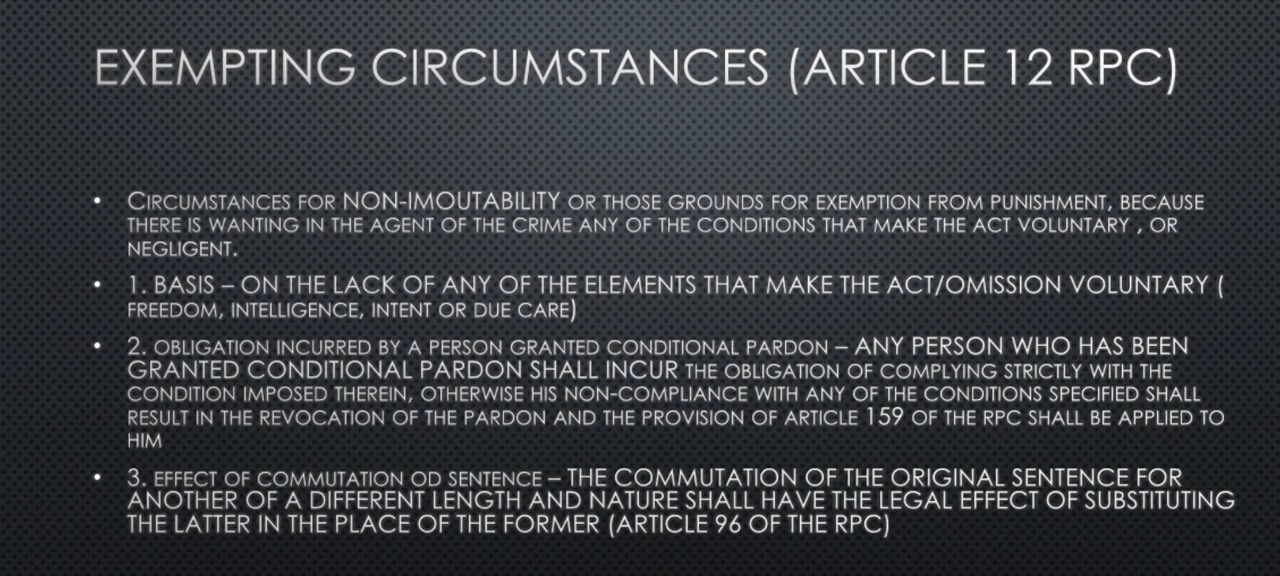 EXEMPTING CIRCUMSTANCES (ARTICLE 12 RPC)
• CIRCUMSTANCES FOR NON-IMOUTABILITY OR THOSE GROUNDS FOR EXEMPTION FROM PUNISHMENT, BECAUSE
THERE IS WANTING IN THE AGENT OF THE CRIME ANY OF THE CONDITIONS THAT MAKE THE ACT VOLUNTARY , OR
NEGLIGENT.
• 1. BASIS – ON THE LACK OF ANY OF THE ELEMENTS THAT MAKE THE ACT/OMISSION VOLUNTARY (
FREEDOM, INTELLIGENCE, INTENT OR DUE CARE)
• 2. OBLIGATION INCURRED BY A PERSON GRANTED CONDITIONAL PARDON – ANY PERSON WHO HAS BEEN
GRANTED CONDITIONAL PARDON SHALL INCUR THE OBLIGATION OF COMPLYING STRICTLY WITH THE
CONDITION IMPOSED THEREIN, OTHERWISE HIS NON-COMPLIANCE WITH ANY OF THE CONDITIONS SPECIFIED SHALL
RESULT IN THE REVOCATION OF THE PARDON AND THE PROVISION OF ARTICLE 159 OF THE RPC SHALL BE APPLIED TO
HIM
• 3. EFFECT OF COMMUTATION OD SENTENCE – THE COMMUTATION OF THE ORIGINAL SENTENCE FOR
ANOTHER OF A DIFFERENT LENGTH AND NATURE SHALL HAVE THE LEGAL EFFECT OF SUBSTITUTING
THE LATTER IN THE PLACE OF THE FORMER (ARTICLE 96 OF THE RPC)